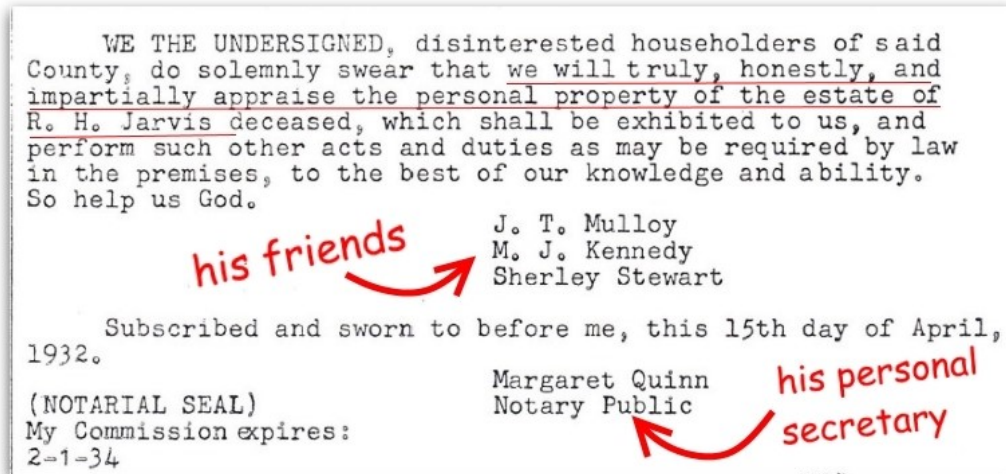 WE THE UNDERSIGNED, disinterested householders of said
County, do solemnly swear that we will truly, honestly, and
impartially appraise the personal property of the estate of
R. H. Jarvis deceased, which shall be exhibited to us, and
perform such other acts and duties as may be required by law
in the premises, to the best of our knowledge and ability.
So help us God.
J. T. Mulloy
M. J. Kennedy
Sherley Stewart
his friends
Subscribed and sworn to before me, this 15th day of April,
1932.
Margaret Quinn
Notary Public
his personal
secretary
(NOTARIAL SEAL)
My Commission expires:
2-1-34